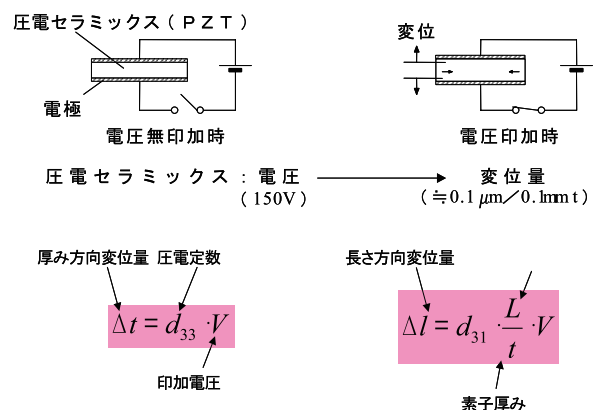 圧電セラミックス(PZT)
電極
電圧無印加時
変位
電圧印加時
圧電セラミックス:電圧
(150V)
変位量
(≒0.1μm/0.1mmt)
厚み方向変位量 圧電定数
Δt = d33 · V
印加電圧
長さ方向変位量
Δl = d31 · L/t · V
素子厚み